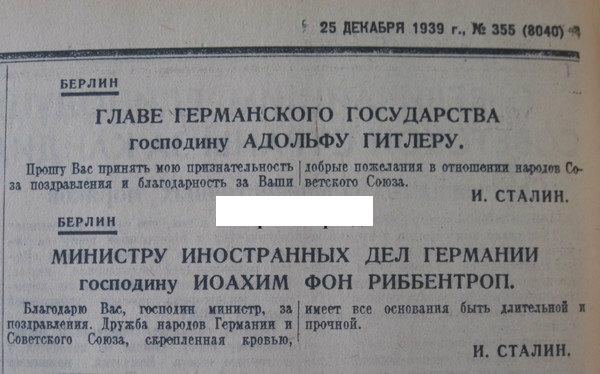 25 ДЕКАБРЯ 1939 г., № 355 (8040)
БЕРЛИН
ГЛАВЕ ГЕРМАНСКОГО ГОСУДАРСТВА
господину АДОЛЬФУ ГИТЛЕРУ.
Прошу Вас принять мою признательность
за поздравления и благодарность за Ваши
добрые пожелания в отношении народов Со-
ветского Союза.
И. СТАЛИН.
БЕРЛИН
МИНИСТРУ ИНОСТРАННЫХ ДЕЛ ГЕРМАНИИ
господину ИОАХИМ ФОН РИББЕНТРОП.
Благодарю Вас, господин министр, за
поздравления. Дружба народов Германии и
Советского Союза, скрепленная кровью,
имеет все основания быть длительной и
прочной.
И. СТАЛИН.